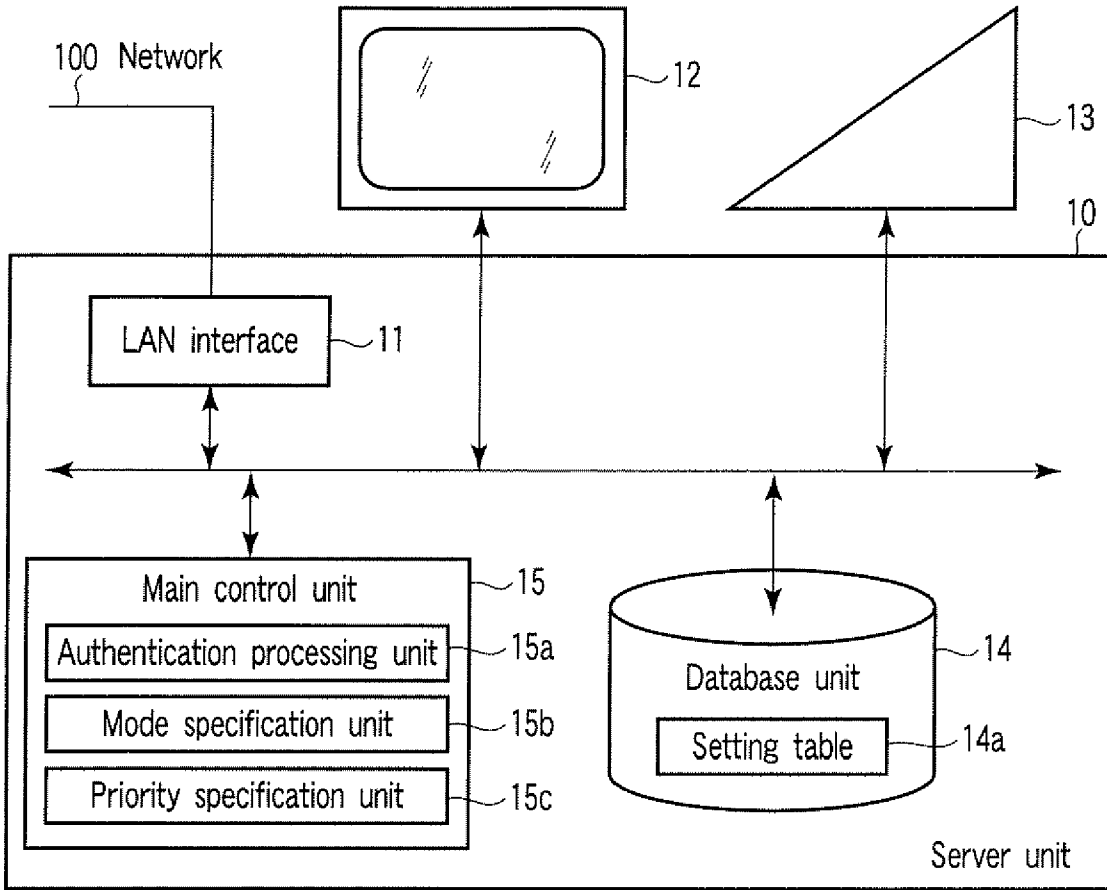 100 Network
12
13
10
LAN interface
11
Main control unit
15
Authentication processing unit
15a
Mode specification unit
15b
Priority specification unit
15c
Database unit
14
Setting table
14a
Server unit